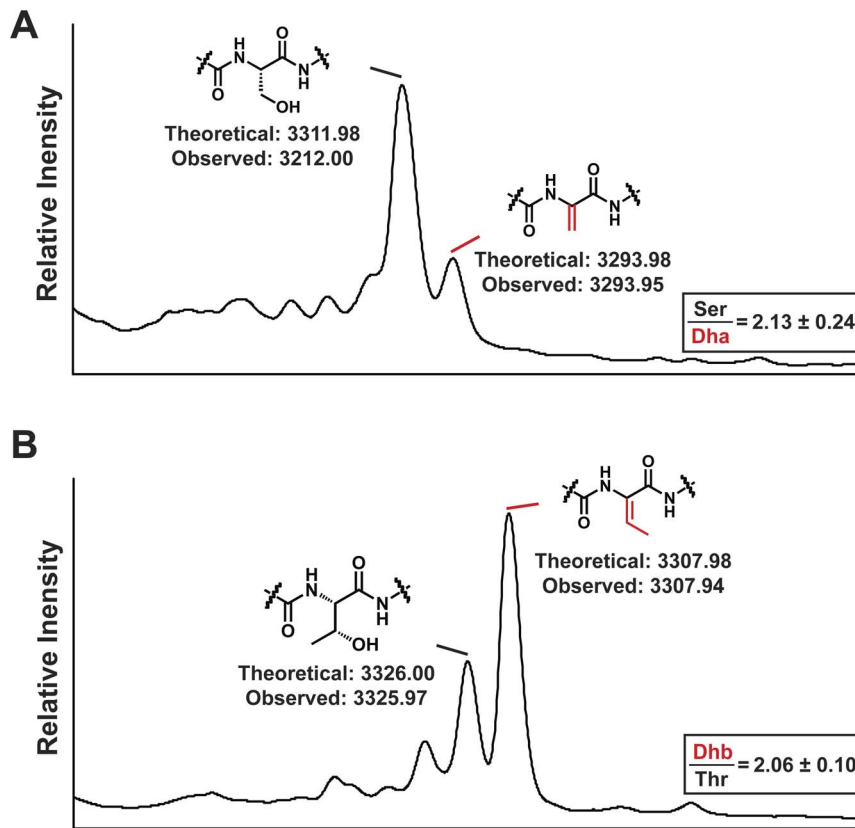 A
Relative Inensity
H
N
O
O
N
H
OH
Theoretical: 3311.98
Observed: 3212.00
H
N
O
O
N
H
Theoretical: 3293.98
Observed: 3293.95
Ser
Dha
= 2.13 ± 0.24
B
Relative Inensity
H
N
O
O
N
H
Theoretical: 3307.98
Observed: 3307.94
H
N
O
O
N
H
OH
Theoretical: 3326.00
Observed: 3325.97
Dhb
Thr
= 2.06 ± 0.10